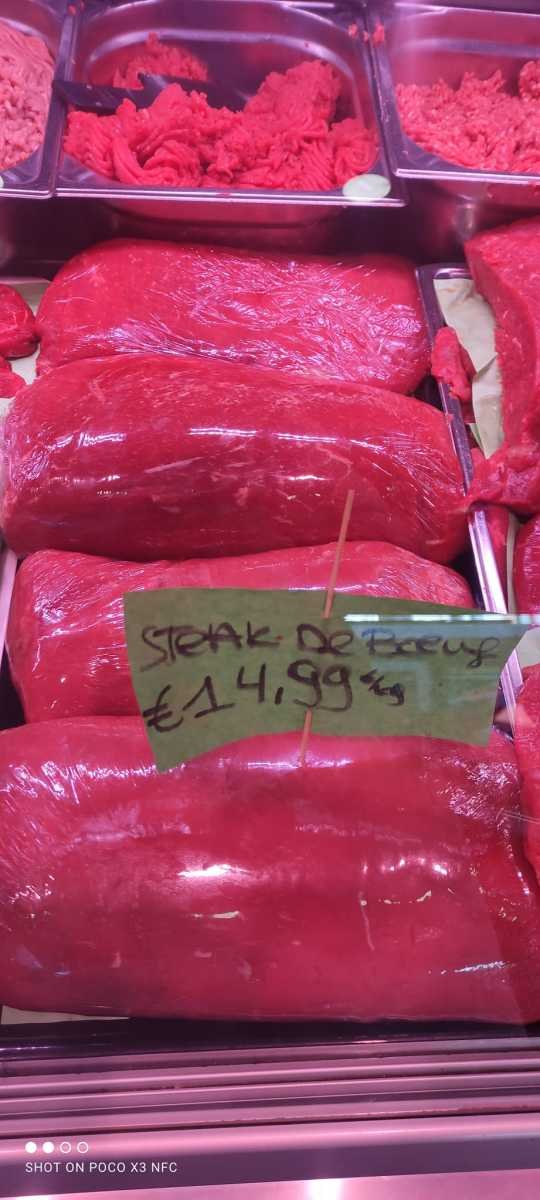 STEAK. De Boeuf
€14,99 €/kg
SHOT ON POCO X3 NFC